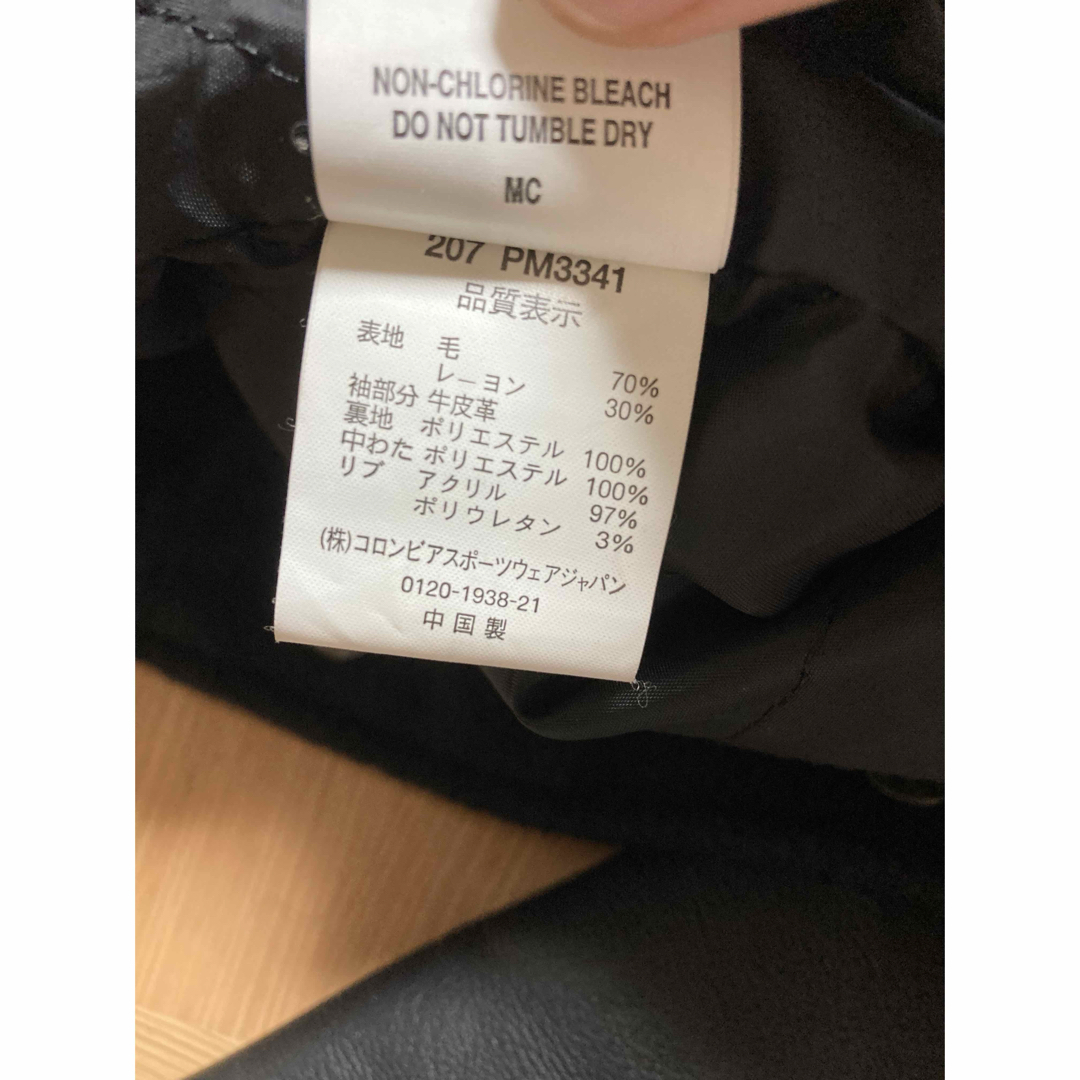 NON-CHLORINE BLEACH
DO NOT TUMBLE DRY
MC
207 PM3341
品質表示
表地 毛 70%
レーヨン 30%
袖部分 牛皮革
裏地 ポリエステル 100%
中わた ポリエステル 100%
リブ アクリル 97%
ポリウレタン 3%
(株)コロンビアスポーツウェアジャパン
0120-1938-21
中国製